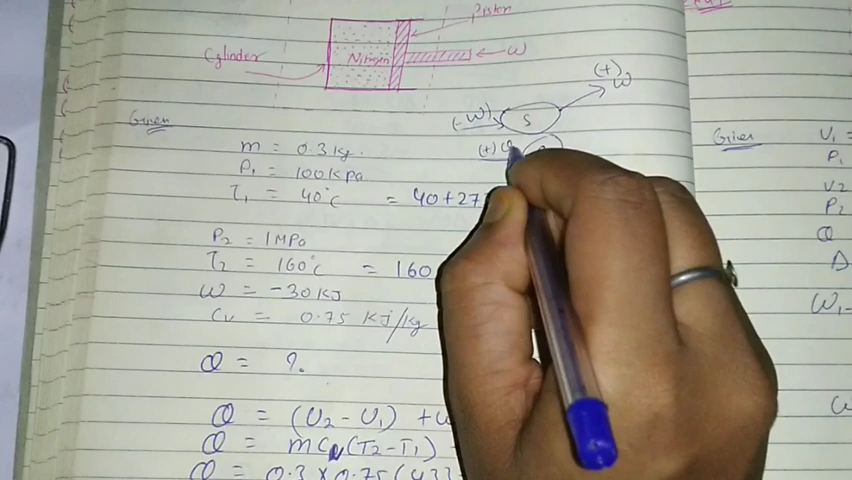 Piston
Cylinder
Nitrogen
W
(+)
W
(-W)
S
Given
(+) Q
m = 0.3 kg.
P₁ = 100 KPa
T₁ = 40°C = 40+27
P₂ = 1 MPa
T₂ = 160°C = 160
W = -30 KJ
Cv = 0.75 KJ/kg
Q = ?
Q = (U₂ - U₁) + W
Q = m Cv (T₂ - T₁) -
Q = 0.3 x 0.75 (433
Given
V₁ =
P₁
V₂
P₂
Q
W₁-